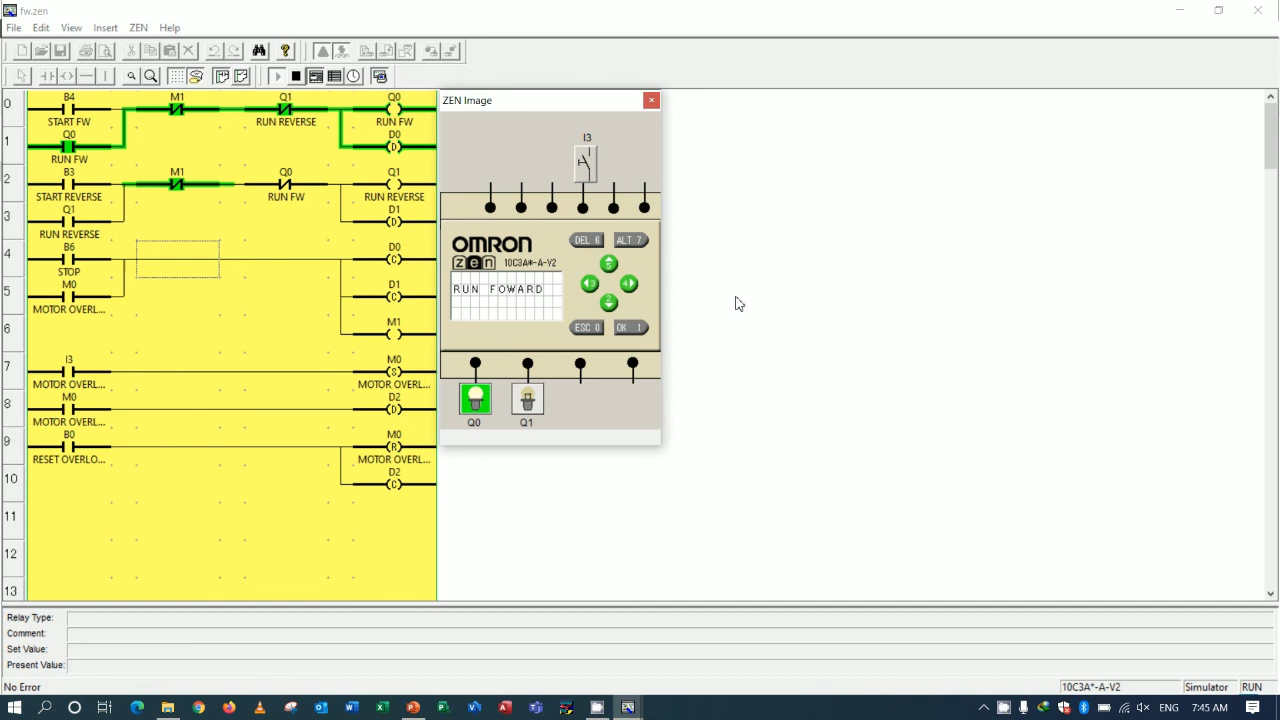 fw.zen
File Edit View Insert ZEN Help
0 B4 M1 Q1 Q0
START FW RUN REVERSE RUN FW
1 Q0 D0
D
RUN FW
2 B3 M1 Q0 Q1
START REVERSE RUN FW RUN REVERSE
3 Q1 D1
D
RUN REVERSE
4 B6 D0
C
STOP
5 M0 D1
C
MOTOR OVERL...
6 M1
7 I3 M0
S
MOTOR OVERL... MOTOR OVERL...
8 M0 D2
D
MOTOR OVERL...
9 B0 M0
R
RESET OVERLO... MOTOR OVERL...
10 D2
C
11
12
13
ZEN Image
I3
OMRON
zen 10C3A*-A-V2
RUN FOWARD
DEL 6 ALT 7
5
3 4
2
ESC 0 OK 1
Q0 Q1
Relay Type:
Comment:
Set Value:
Present Value:
No Error 10C3A*-A-V2 Simulator RUN
ENG 7:45 AM